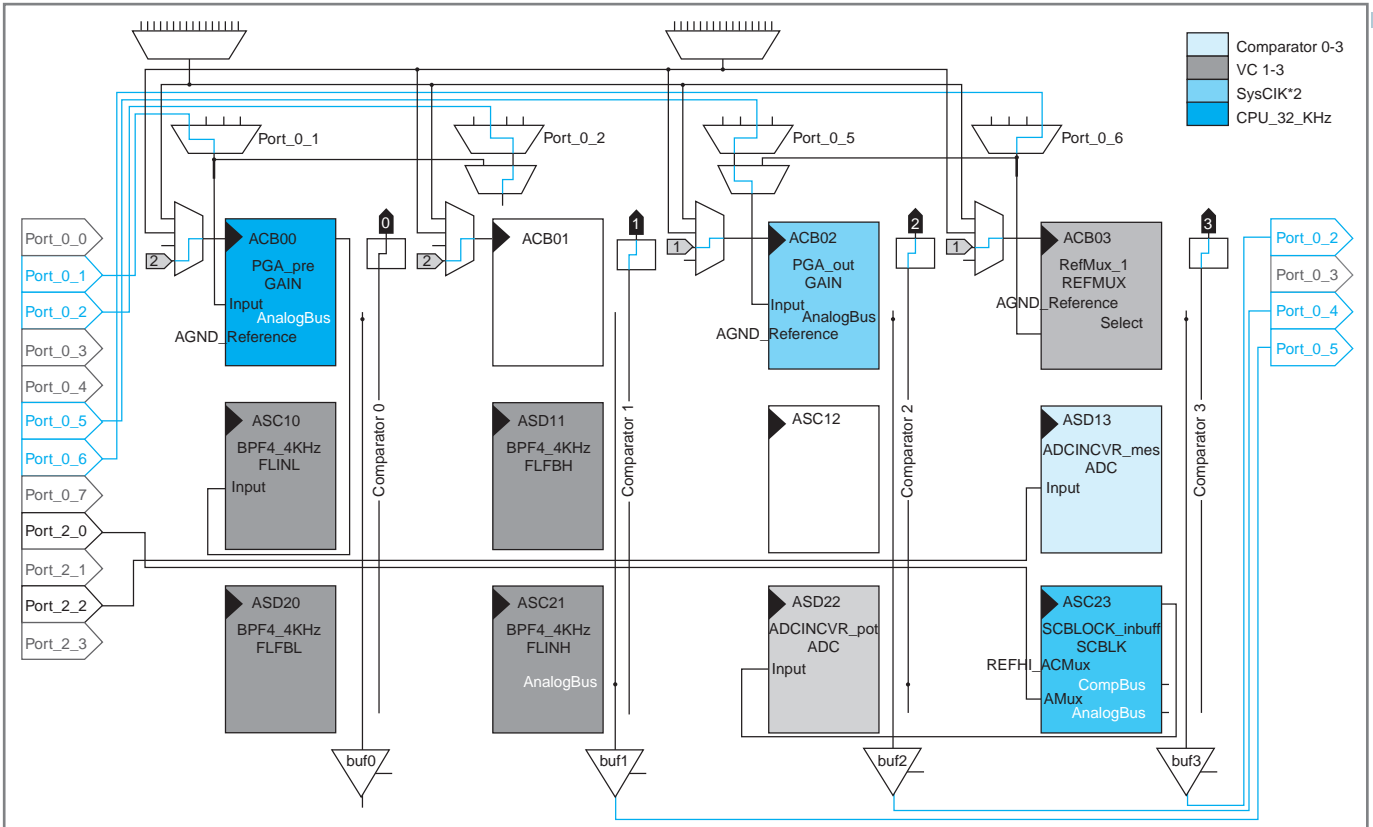 Comparator 0-3
VC 1-3
SysCIK*2
CPU_32_KHz
Port_0_1
Port_0_2
Port_0_5
Port_0_6
Port_0_0
Port_0_1
Port_0_2
Port_0_3
Port_0_4
Port_0_5
Port_0_6
Port_0_7
Port_2_0
Port_2_1
Port_2_2
Port_2_3
2
ACB00
PGA_pre
GAIN
Input
AnalogBus
AGND_Reference
0
Comparator 0
2
ACB01
1
Comparator 1
1
ACB02
PGA_out
GAIN
Input
AnalogBus
AGND_Reference
2
Comparator 2
1
ACB03
RefMux_1
REFMUX
AGND_Reference
Select
3
Comparator 3
Port_0_2
Port_0_3
Port_0_4
Port_0_5
ASC10
BPF4_4KHz
FLINL
Input
ASD11
BPF4_4KHz
FLFBH
ASC12
ASD13
ADCINCVR_mes
ADC
Input
ASD20
BPF4_4KHz
FLFBL
ASC21
BPF4_4KHz
FLINH
AnalogBus
ASD22
ADCINCVR_pot
ADC
Input
ASC23
SCBLOCK_inbuff
SCBLK
REFHI_ACMux
CompBus
AMux
AnalogBus
buf0
buf1
buf2
buf3